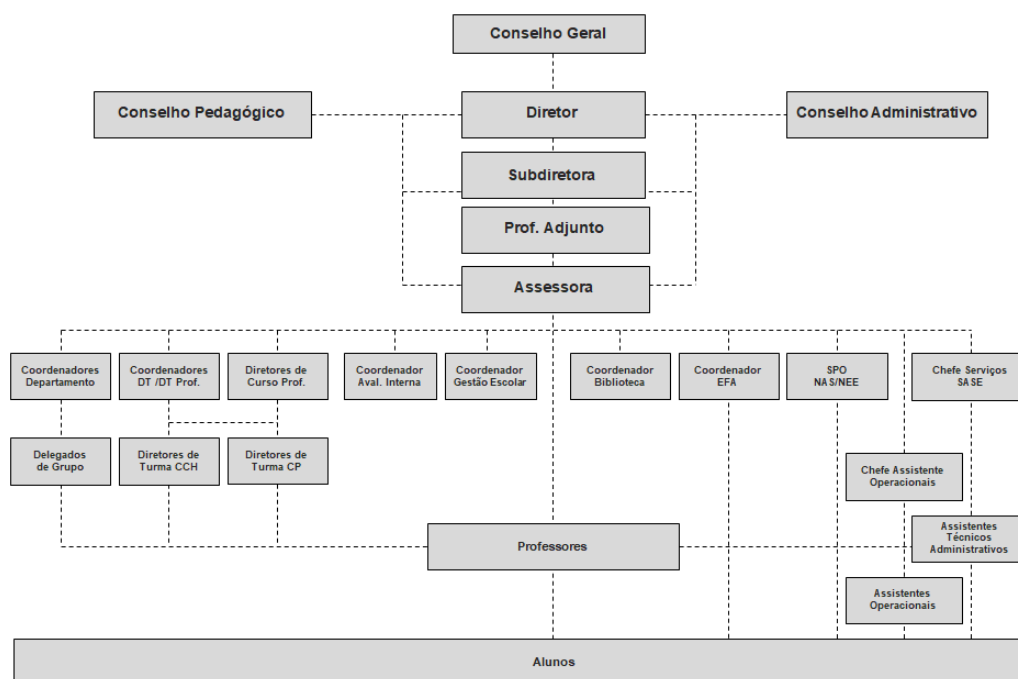 Conselho Geral
Conselho Pedagógico
Diretor
Conselho Administrativo
Subdiretora
Prof. Adjunto
Assessora
Coordenadores
Departamento
Coordenadores
DT /DT Prof.
Diretores de
Curso Prof.
Coordenador
Aval. Interna
Coordenador
Gestão Escolar
Coordenador
Biblioteca
Coordenador
EFA
SPO
NAS/NEE
Chefe Serviços
SASE
Delegados
de Grupo
Diretores de
Turma CCH
Diretores de
Turma CP
Chefe Assistente
Operacionais
Professores
Assistentes
Técnicos
Administrativos
Assistentes
Operacionais
Alunos